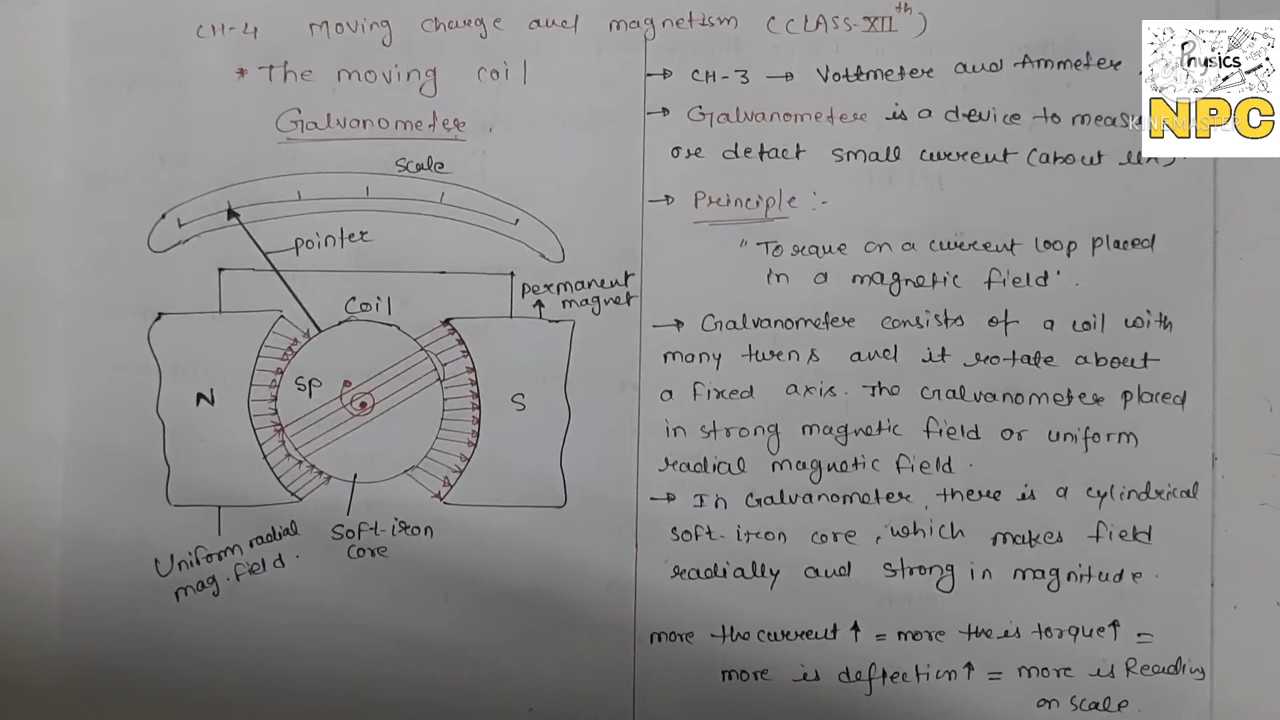 CH-4 Moving charge and magnetism (CLASS-XIIth)
* The moving coil
Galvanometer.
scale
pointer
coil
permanent
magnet
N
SP
S
Uniform radial
mag. field.
Soft-iron
core
→ CH-3 → Voltmeter and Ammeter
→ Galvanometer is a device to measu
or detact small current (about
→ Principle :-
"Torque on a current loop placed
in a magnetic field"
→ Galvanometer consists of a coil with
many turns and it rotate about
a fixed axis. The Galvanometer placed
in strong magnetic field or uniform
radial magnetic field.
→ In Galvanometer, there is a cylindrical
soft-iron core, which makes field
radially and strong in magnitude.
more the current ↑ = more the is torque ↑ =
more is deflection ↑ = more is Reading
on scale.
Physics
NPC
KINEMASTER